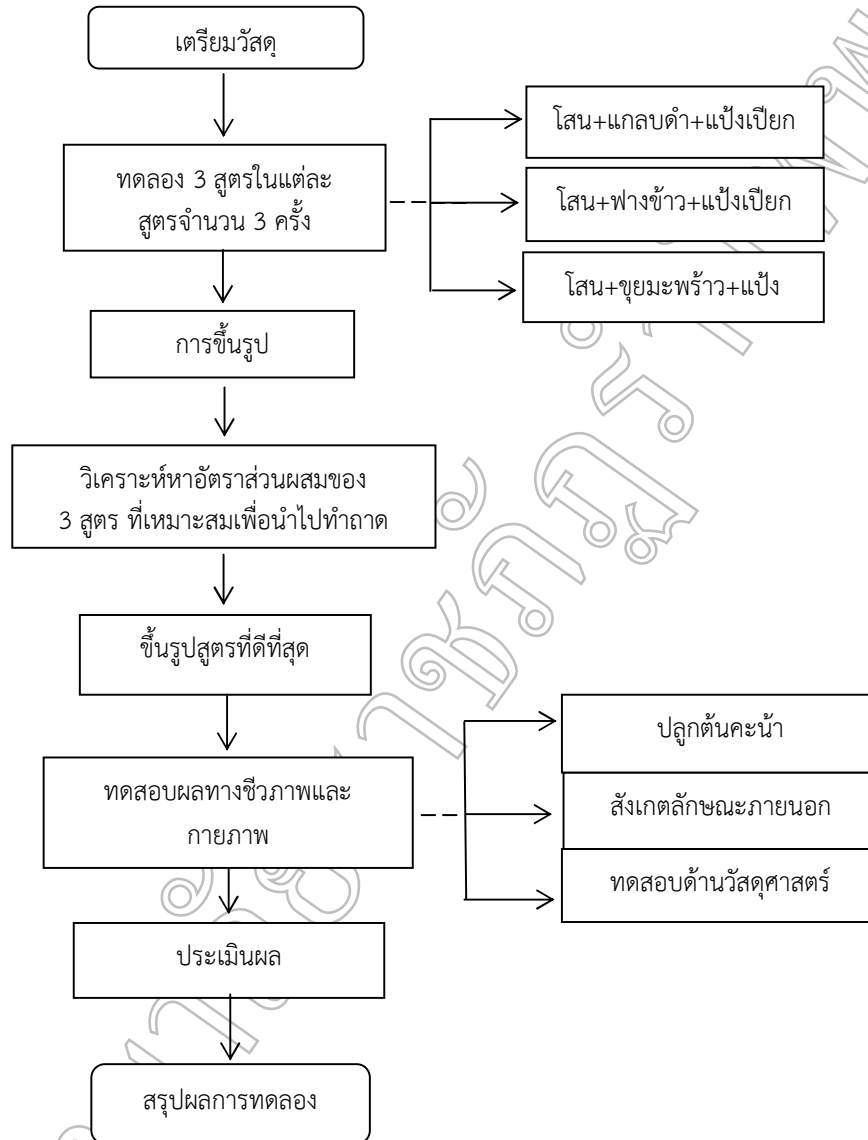 เตรียมวัสดุ
ทดลอง 3 สูตรในแต่ละ
สูตรจำนวน 3 ครั้ง
โสน+แกลบดำ+แป้งเปียก
โสน+ฟางข้าว+แป้งเปียก
โสน+ขุยมะพร้าว+แป้ง
การขึ้นรูป
วิเคราะห์หาอัตราส่วนผสมของ
3 สูตร ที่เหมาะสมเพื่อนำไปทำถาด
ขึ้นรูปสูตรที่ดีที่สุด
ทดสอบผลทางชีวภาพและ
กายภาพ
ปลูกต้นคะน้า
สังเกตลักษณะภายนอก
ทดสอบด้านวัสดุศาสตร์
ประเมินผล
สรุปผลการทดลอง